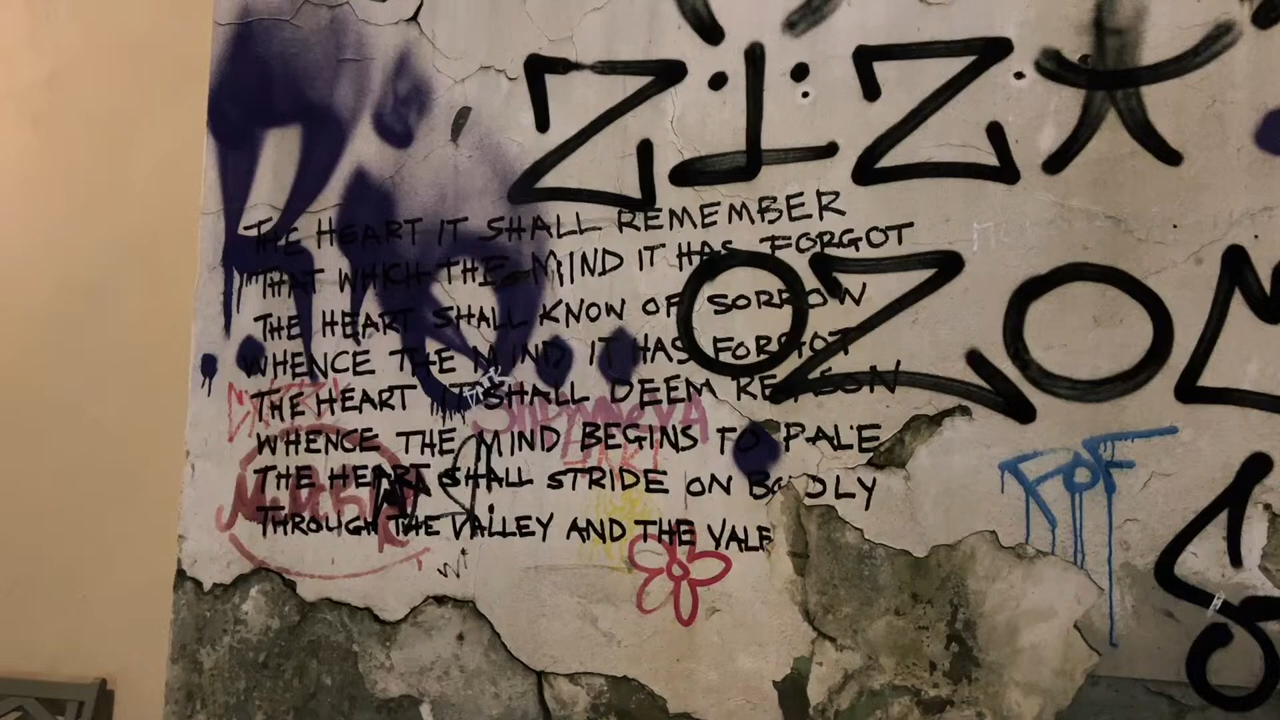 ZIZ
THE HEART IT SHALL REMEMBER
THAT WHICH THE MIND IT HAS FORGOT
THE HEART SHALL KNOW OF SORROW
WHENCE THE MIND IT HAS FORGOT
THE HEART IT SHALL DEEM REASON
WHENCE THE MIND BEGINS TO PALE
THE HEART SHALL STRIDE ON BOLDLY
THROUGH THE VALLEY AND THE VALE
OZO
FOF